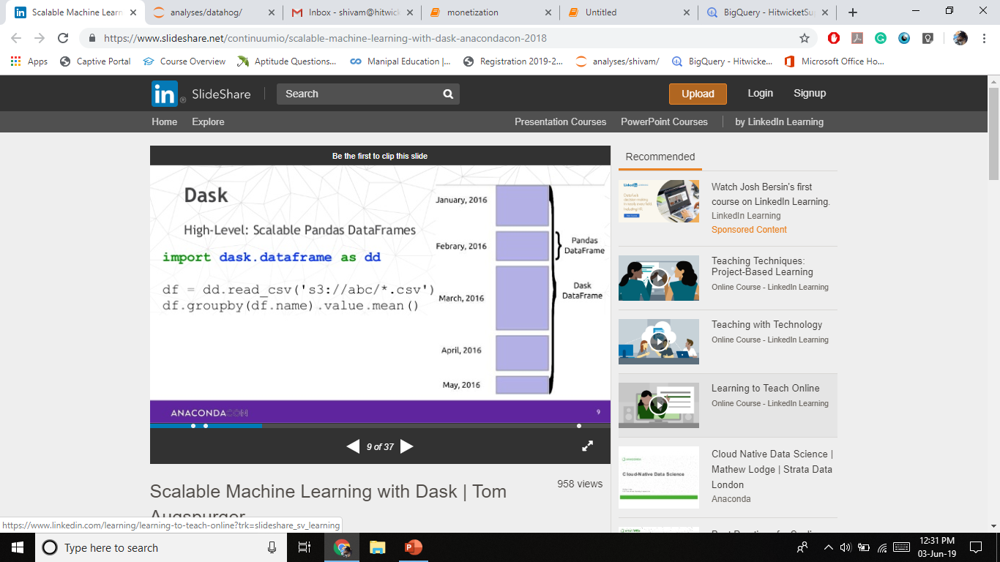 Scalable Machine Learn
analyses/datahog/
Inbox - shivam@hitwick
monetization
Untitled
BigQuery - HitwicketSup
https://www.slideshare.net/continuumio/scalable-machine-learning-with-dask-anacondacon-2018
Apps
Captive Portal
Course Overview
Aptitude Questions...
Manipal Education |...
Registration 2019-2...
analyses/shivam/
BigQuery - Hitwicke...
Microsoft Office Ho...
in SlideShare
Search
Upload
Login
Signup
Home
Explore
Presentation Courses
PowerPoint Courses
by LinkedIn Learning
Be the first to clip this slide
Dask
High-Level: Scalable Pandas DataFrames
import dask.dataframe as dd
df = dd.read_csv('s3://abc/*.csv')
df.groupby(df.name).value.mean()
January, 2016
Febrary, 2016
March, 2016
April, 2016
May, 2016
Pandas
DataFrame
Dask
DataFrame
ANACONDACON
9
9 of 37
Scalable Machine Learning with Dask | Tom
958 views
Recommended
Watch Josh Bersin's first
course on LinkedIn Learning.
LinkedIn Learning
Sponsored Content
Teaching Techniques:
Project-Based Learning
Online Course - LinkedIn Learning
Teaching with Technology
Online Course - LinkedIn Learning
Learning to Teach Online
Online Course - LinkedIn Learning
Cloud-Native Data Science
Cloud Native Data Science |
Mathew Lodge | Strata Data
London
Anaconda
https://www.linkedin.com/learning/learning-to-teach-online?trk=slideshare_sv_learning
Type here to search
12:31 PM
03-Jun-19